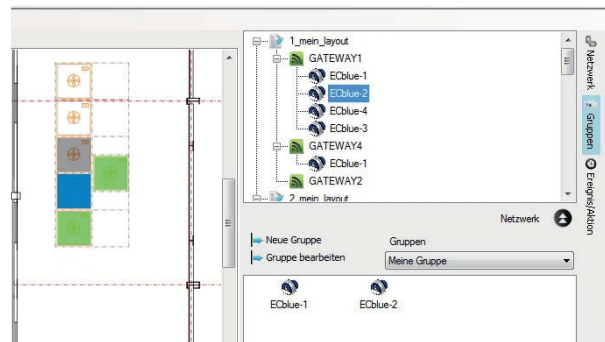 1_mein_layout
GATEWAY1
ECblue-1
ECblue-2
ECblue-4
ECblue-3
GATEWAY4
ECblue-1
GATEWAY2
2_mein_layout
Netzwerk
Gruppen
Ereignis/Aktion
Netzwerk
Neue Gruppe
Gruppen
Gruppe bearbeiten
Meine Gruppe
ECblue-1
ECblue-2